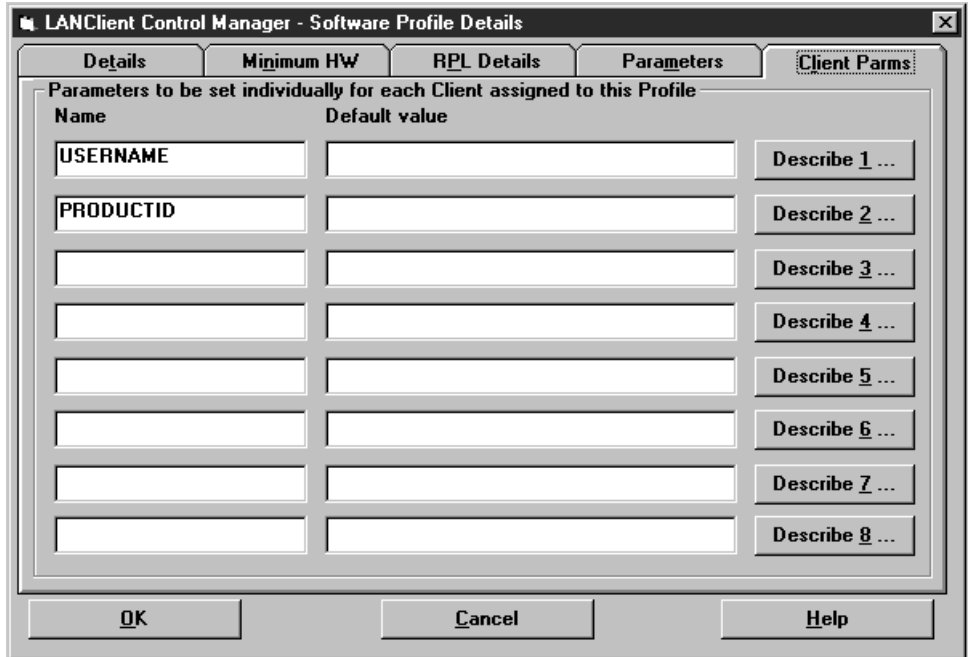 LANClient Control Manager - Software Profile Details
Details Minimum HW RPL Details Parameters Client Parms
Parameters to be set individually for each Client assigned to this Profile
Name Default value
USERNAME Describe 1 ...
PRODUCTID Describe 2 ...
Describe 3 ...
Describe 4 ...
Describe 5 ...
Describe 6 ...
Describe 7 ...
Describe 8 ...
OK Cancel Help